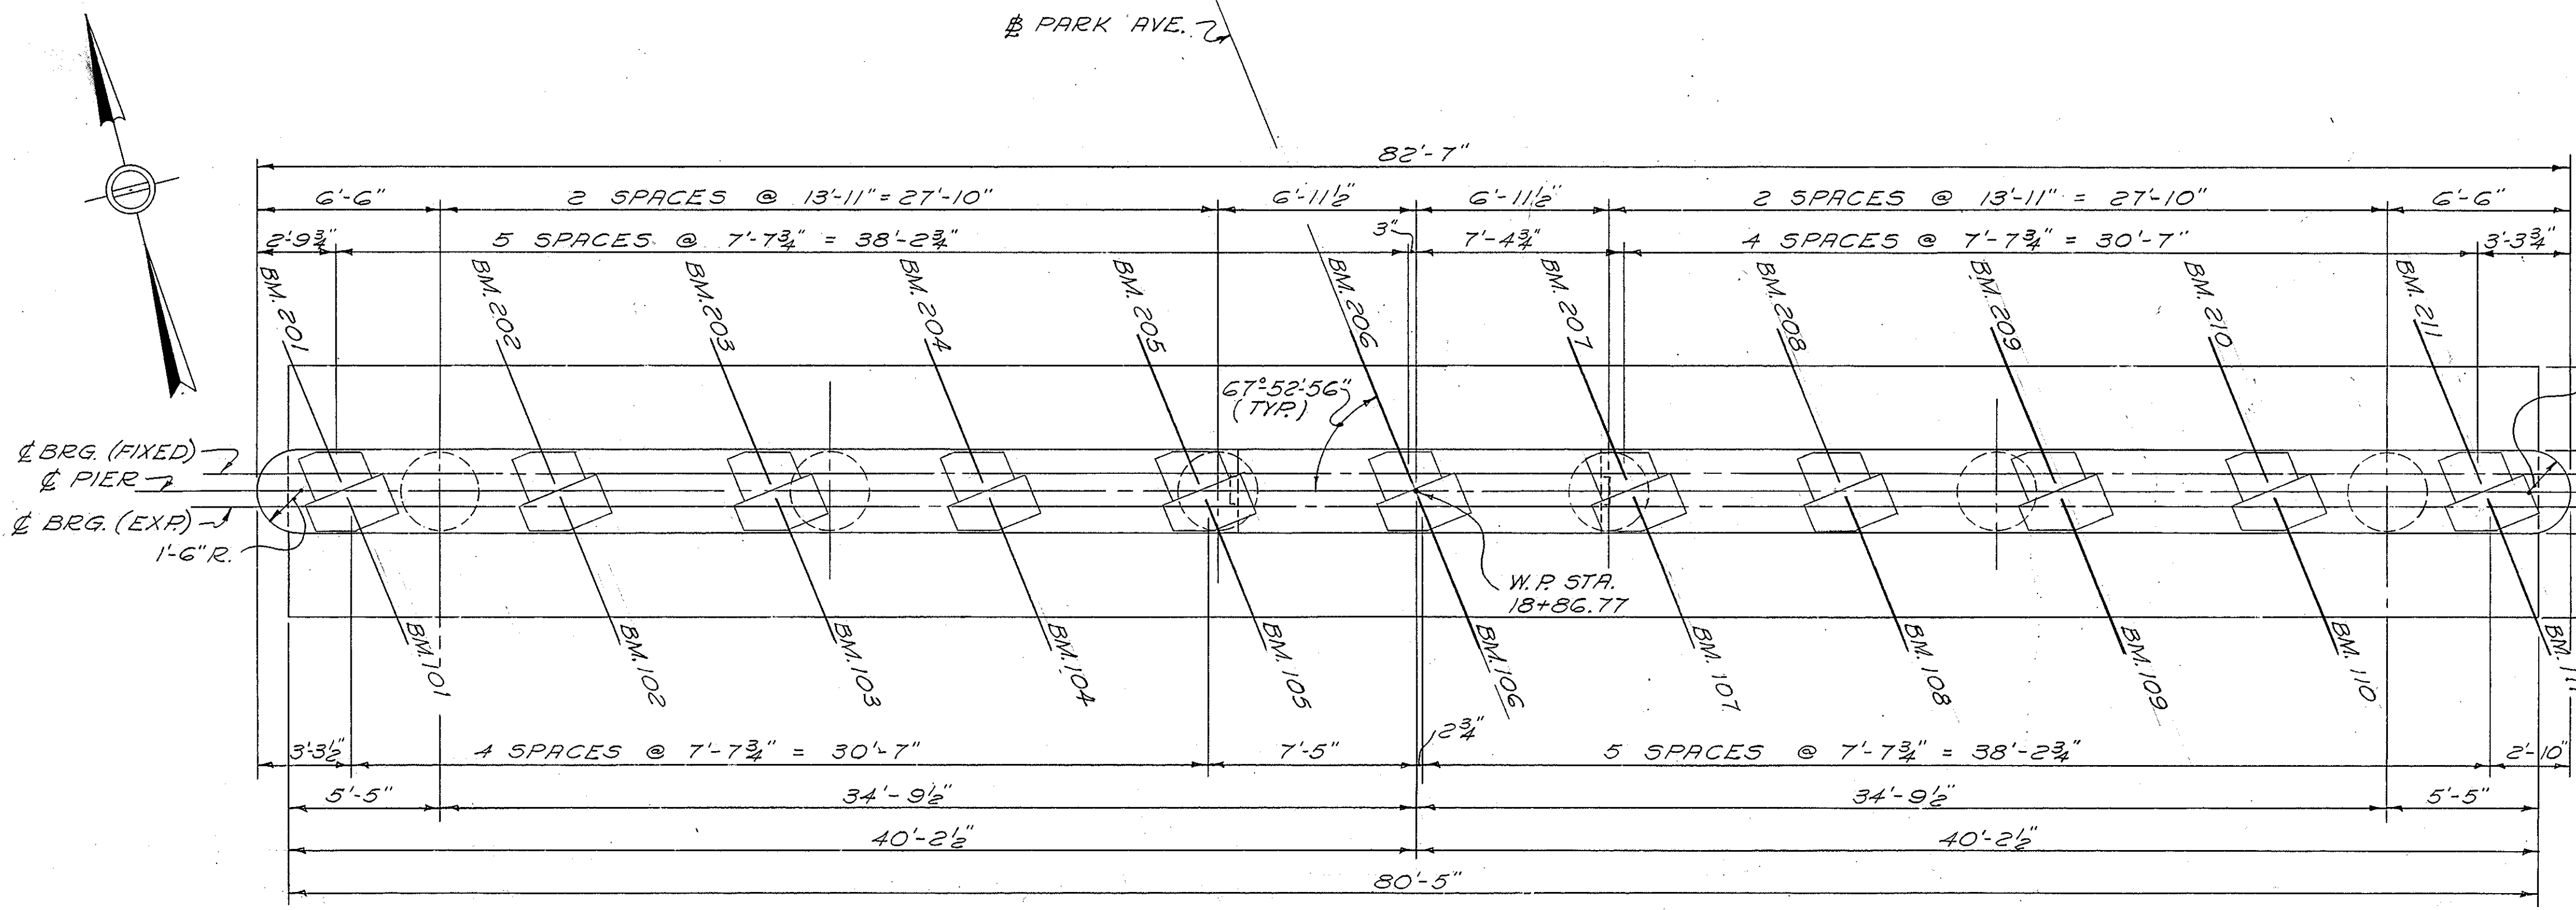 ⅊ PARK AVE.
82'-7"
6'-6"
2 SPACES @ 13'-11" = 27'-10"
6'-11½"
6'-11½"
2 SPACES @ 13'-11" = 27'-10"
6'-6"
2'-9¾"
5 SPACES @ 7'-7¾" = 38'-2¾"
3"
7'-4¾"
4 SPACES @ 7'-7¾" = 30'-7"
3'-3¾"
BM. 201
BM. 202
BM. 203
BM. 204
BM. 205
BM. 206
BM. 207
BM. 208
BM. 209
BM. 210
BM. 211
67°-52'-56"
(TYP.)
℄ BRG. (FIXED)
℄ PIER
℄ BRG. (EXP.)
1'-6" R.
W.P. STA.
18+86.77
BM. 101
BM. 102
BM. 103
BM. 104
BM. 105
BM. 106
BM. 107
BM. 108
BM. 109
BM. 110
3'-3½"
4 SPACES @ 7'-7¾" = 30'-7"
7'-5"
2¾"
5 SPACES @ 7'-7¾" = 38'-2¾"
2'-10"
5'-5"
34'-9½"
34'-9½"
5'-5"
40'-2½"
40'-2½"
80'-5"